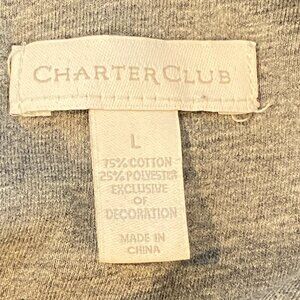 CHARTER CLUB
L
75% COTTON
25% POLYESTER
EXCLUSIVE
OF
DECORATION
MADE IN
CHINA